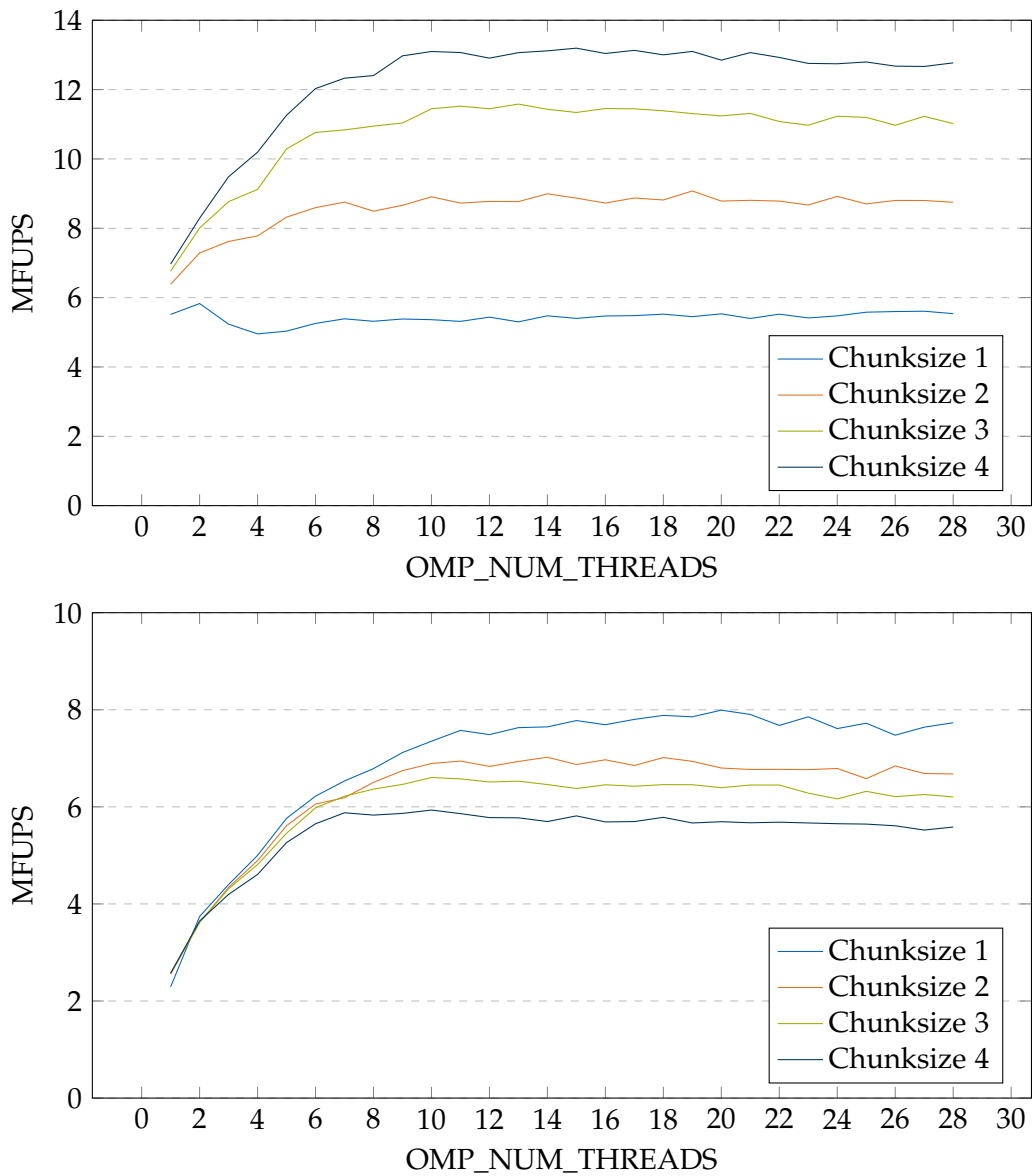 14
12
10
8
6
4
2
0
MFUPS
Chunksize 1
Chunksize 2
Chunksize 3
Chunksize 4
0 2 4 6 8 10 12 14 16 18 20 22 24 26 28 30
OMP_NUM_THREADS
10
8
6
4
2
0
MFUPS
Chunksize 1
Chunksize 2
Chunksize 3
Chunksize 4
0 2 4 6 8 10 12 14 16 18 20 22 24 26 28 30
OMP_NUM_THREADS